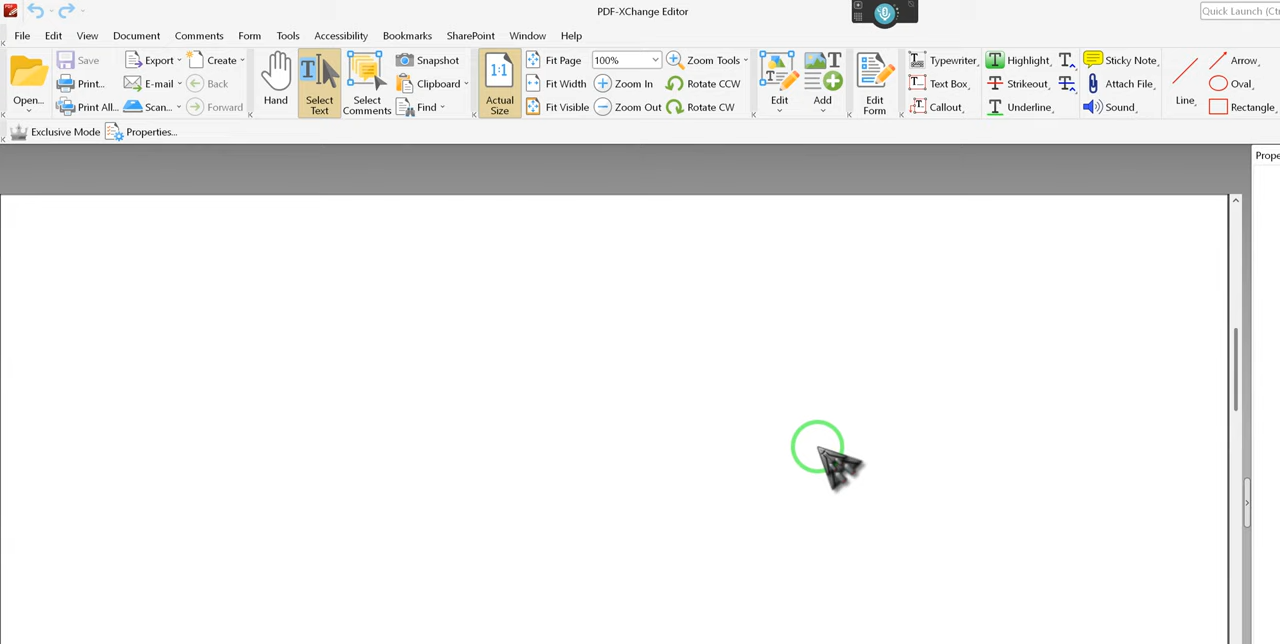 PDF-XChange Editor
Quick Launch (Ct
File Edit View Document Comments Form Tools Accessibility Bookmarks SharePoint Window Help
Open...
Save
Print...
Print All...
Export
E-mail
Scan...
Create
Back
Forward
Hand
Select Text
Select Comments
Snapshot
Clipboard
Find
1:1
Actual Size
Fit Page
Fit Width
Fit Visible
100%
Zoom In
Zoom Out
Zoom Tools
Rotate CCW
Rotate CW
Edit
Add
Edit Form
Typewriter
Text Box
Callout
Highlight
Strikeout
Underline
Sticky Note
Attach File
Sound
Line
Arrow
Oval
Rectangle
Exclusive Mode Properties...
Prope